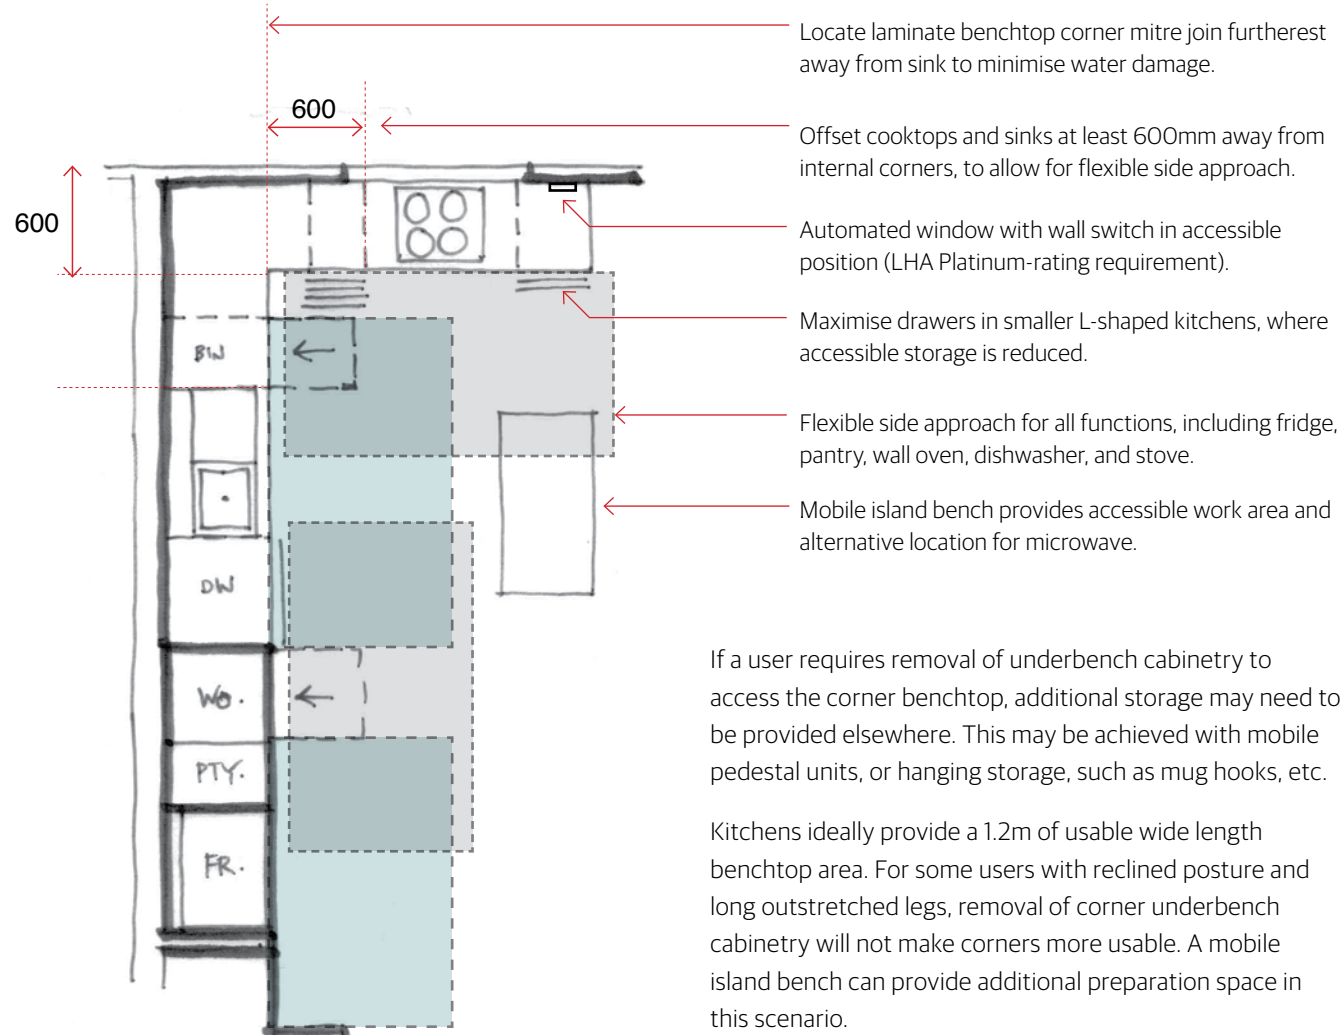 Locate laminate benchtop corner mitre join furtherest
away from sink to minimise water damage.
600
Offset cooktops and sinks at least 600mm away from
internal corners, to allow for flexible side approach.
600
Automated window with wall switch in accessible
position (LHA Platinum-rating requirement).
Maximise drawers in smaller L-shaped kitchens, where
accessible storage is reduced.
BIN
Flexible side approach for all functions, including fridge,
pantry, wall oven, dishwasher, and stove.
Mobile island bench provides accessible work area and
alternative location for microwave.
DW
WO.
PTY.
FR.
If a user requires removal of underbench cabinetry to
access the corner benchtop, additional storage may need to
be provided elsewhere. This may be achieved with mobile
pedestal units, or hanging storage, such as mug hooks, etc.
Kitchens ideally provide a 1.2m of usable wide length
benchtop area. For some users with reclined posture and
long outstretched legs, removal of corner underbench
cabinetry will not make corners more usable. A mobile
island bench can provide additional preparation space in
this scenario.